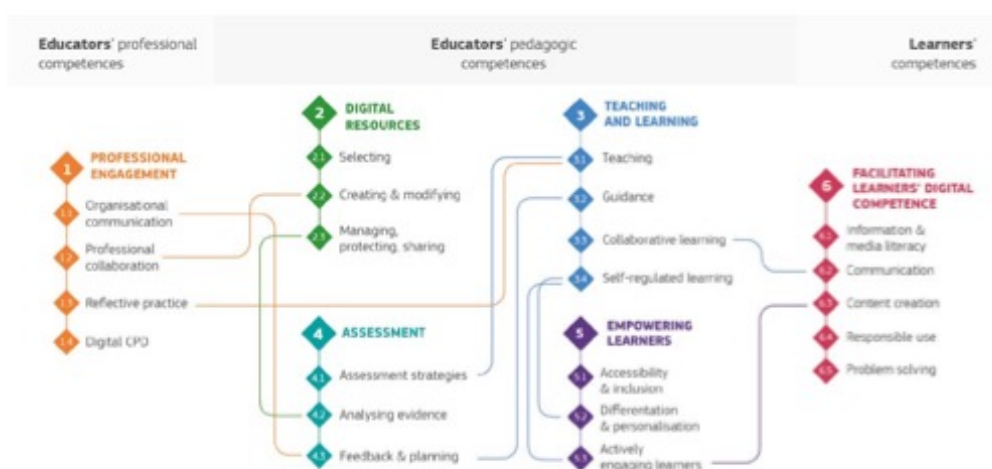 Educators' professional
competences
Educators' pedagogic
competences
Learners'
competences
1
PROFESSIONAL
ENGAGEMENT
1.1
Organisational
communication
1.2
Professional
collaboration
1.3
Reflective practice
1.4
Digital CPD
2
DIGITAL
RESOURCES
2.1
Selecting
2.2
Creating & modifying
2.3
Managing,
protecting, sharing
3
TEACHING
AND LEARNING
3.1
Teaching
3.2
Guidance
3.3
Collaborative learning
3.4
Self-regulated learning
4
ASSESSMENT
4.1
Assessment strategies
4.2
Analysing evidence
4.3
Feedback & planning
5
EMPOWERING
LEARNERS
5.1
Accessibility
& inclusion
5.2
Differentation
& personalisation
5.3
Actively
engaging learners
6
FACILITATING
LEARNERS' DIGITAL
COMPETENCE
6.1
Information &
media literacy
6.2
Communication
6.3
Content creation
6.4
Responsible use
6.5
Problem solving